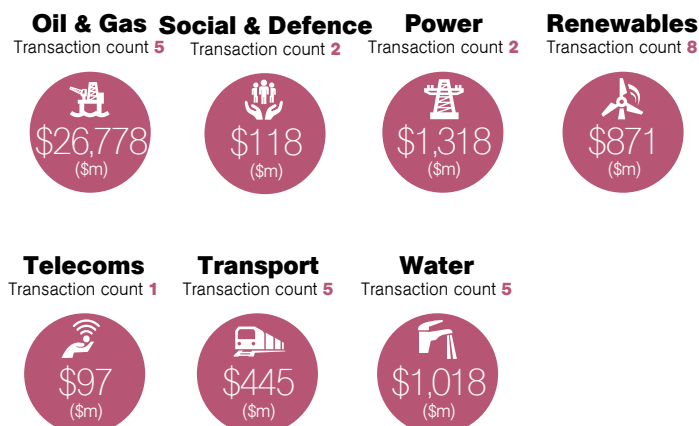 Oil & Gas
Transaction count 5
$26,778
($m)
Social & Defence
Transaction count 2
$118
($m)
Power
Transaction count 2
$1,318
($m)
Renewables
Transaction count 8
$871
($m)
Telecoms
Transaction count 1
$97
($m)
Transport
Transaction count 5
$445
($m)
Water
Transaction count 5
$1,018
($m)